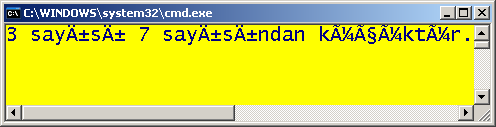 C:\WINDOWS\system32\cmd.exe
3 sayÄ±sÄ± 7 sayÄ±sÄ±ndan kÃ¼Ã§Ã¼ktÃ¼r.